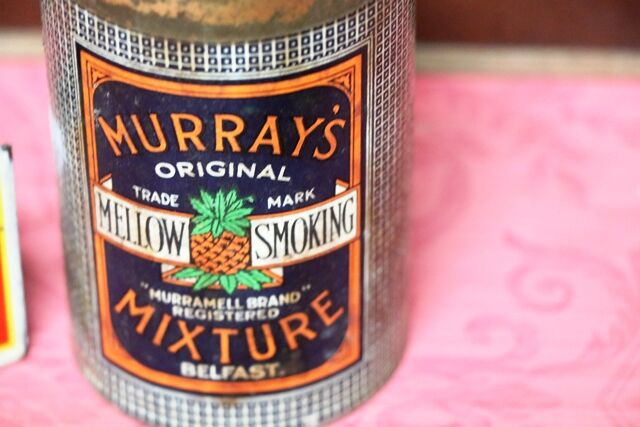 MURRAY'S
ORIGINAL
TRADE MARK
MELLOW SMOKING
"MURRAMELL BRAND"
REGISTERED
MIXTURE
BELFAST.